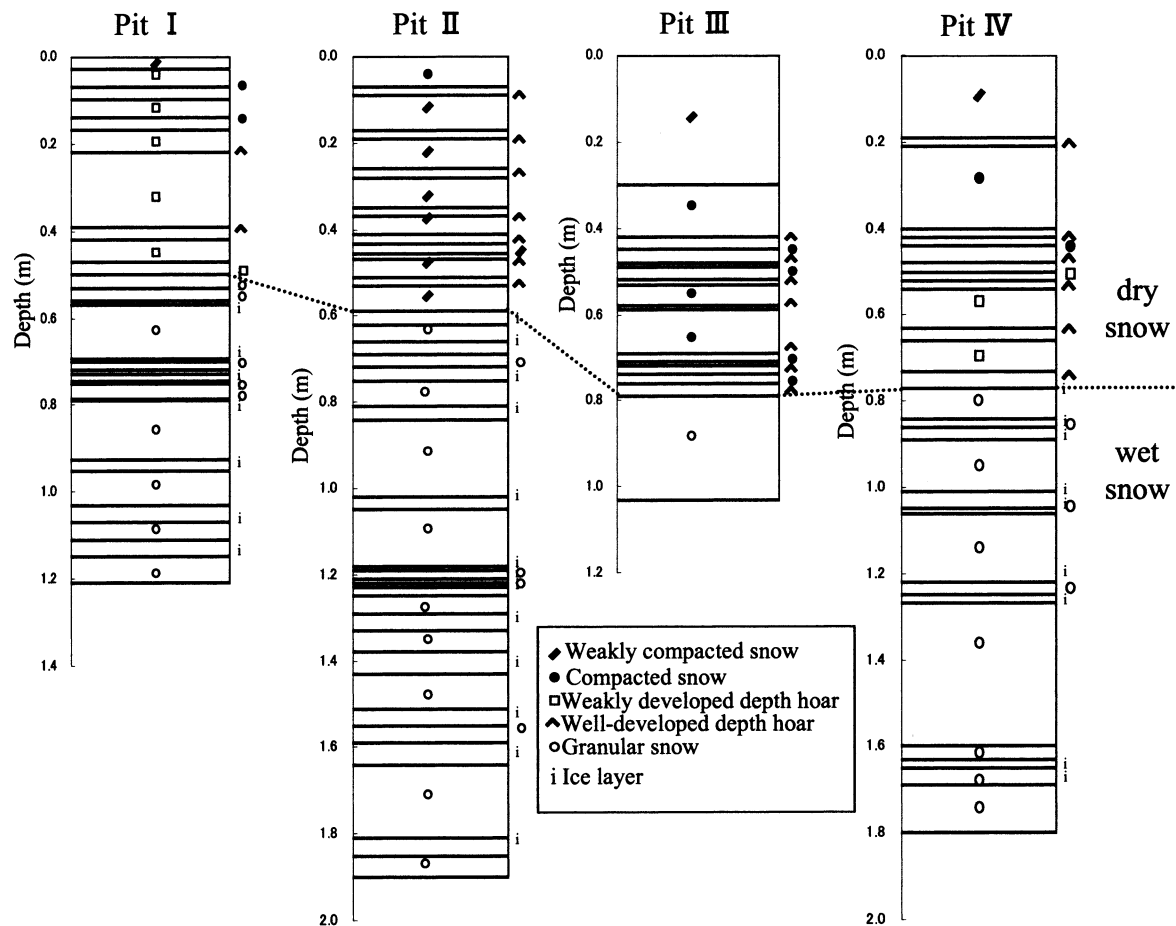 Pit I
Pit II
Pit III
Pit IV
Depth (m)
0.0
0.2
0.4
0.6
0.8
1.0
1.2
1.4
i
i
i
i
i
i
i
Depth (m)
0.0
0.2
0.4
0.6
0.8
1.0
1.2
1.4
1.6
1.8
2.0
i
i
i
i
i
i
i
i
i
i
i
i
Depth (m)
0.0
0.2
0.4
0.6
0.8
1.0
1.2
Depth (m)
0.0
0.2
0.4
0.6
0.8
1.0
1.2
1.4
1.6
1.8
2.0
i
i
i
i
i
i
i
i
i
dry
snow
wet
snow
Weakly compacted snow
Compacted snow
Weakly developed depth hoar
Well-developed depth hoar
Granular snow
i Ice layer